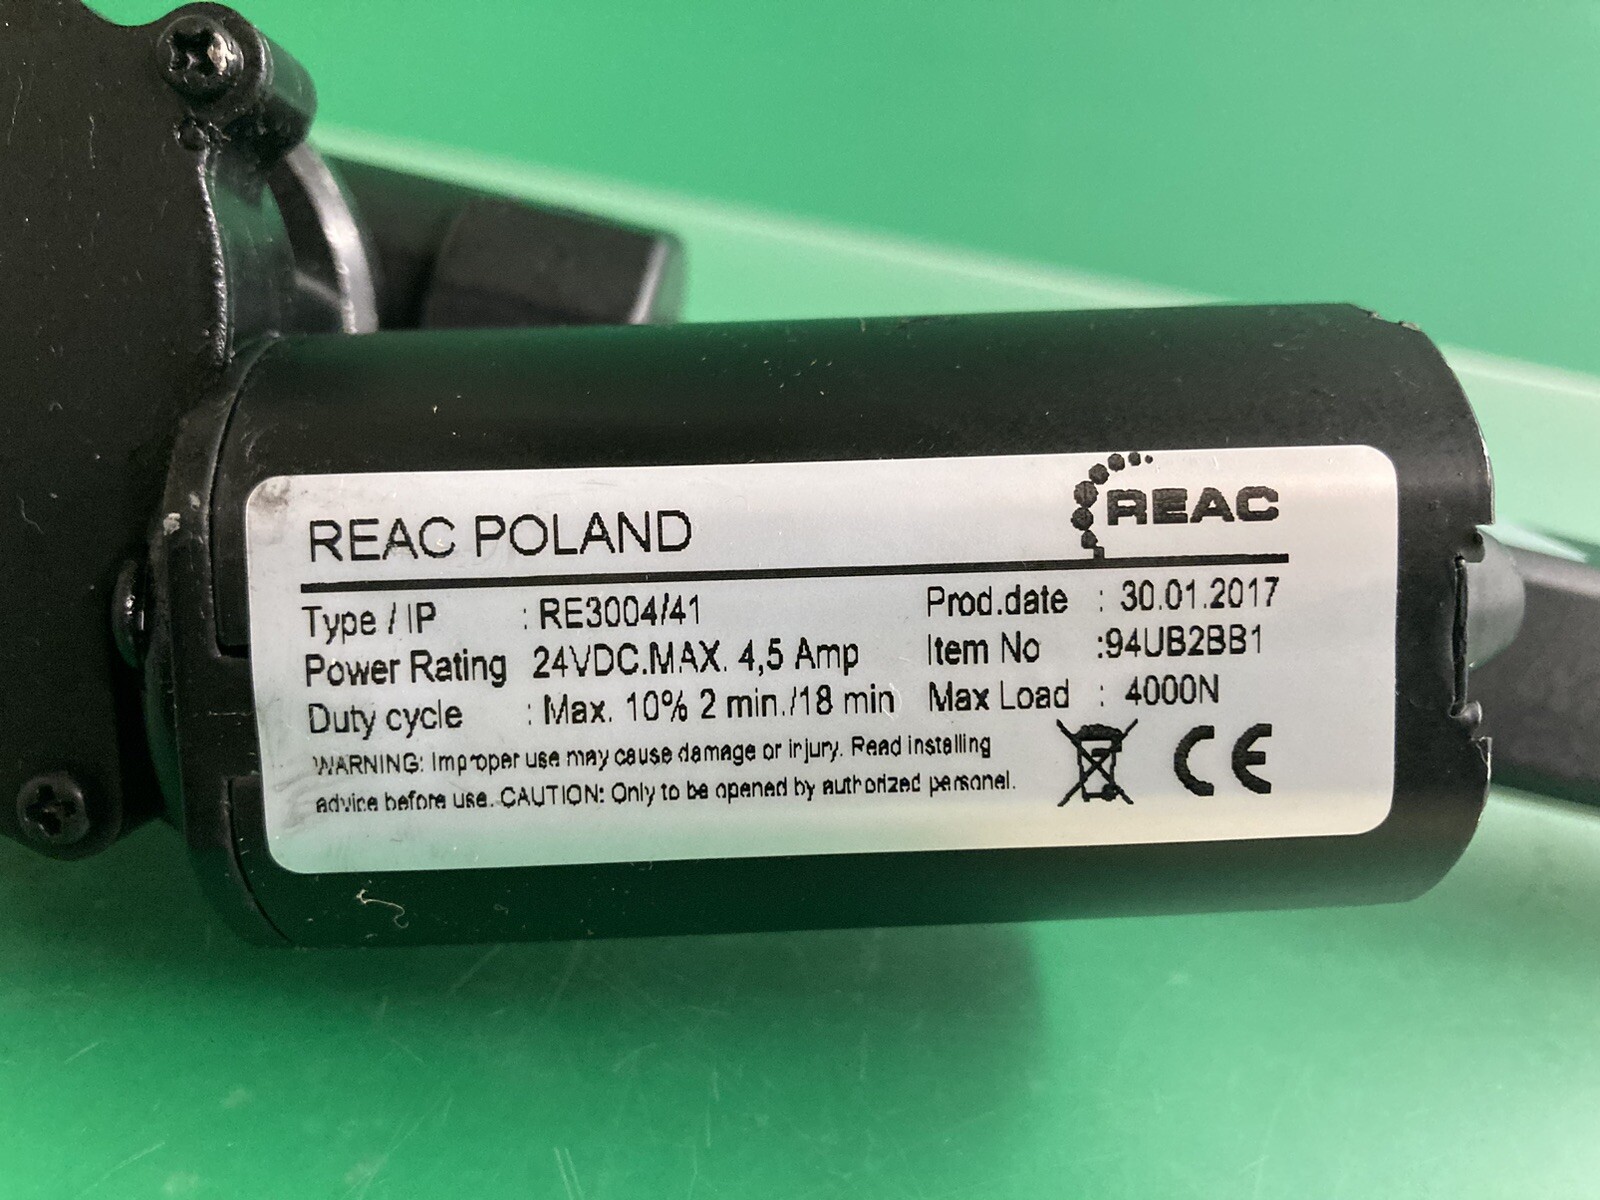 REAC POLAND
REAC
Type / IP : RE3004/41
Prod.date : 30.01.2017
Power Rating 24VDC.MAX. 4,5 Amp
Item No :94UB2BB1
Duty cycle : Max. 10% 2 min./18 min
Max Load : 4000N
WARNING: Improper use may cause damage or injury. Read installing
advice before use. CAUTION: Only to be opened by authorized personal.
CE